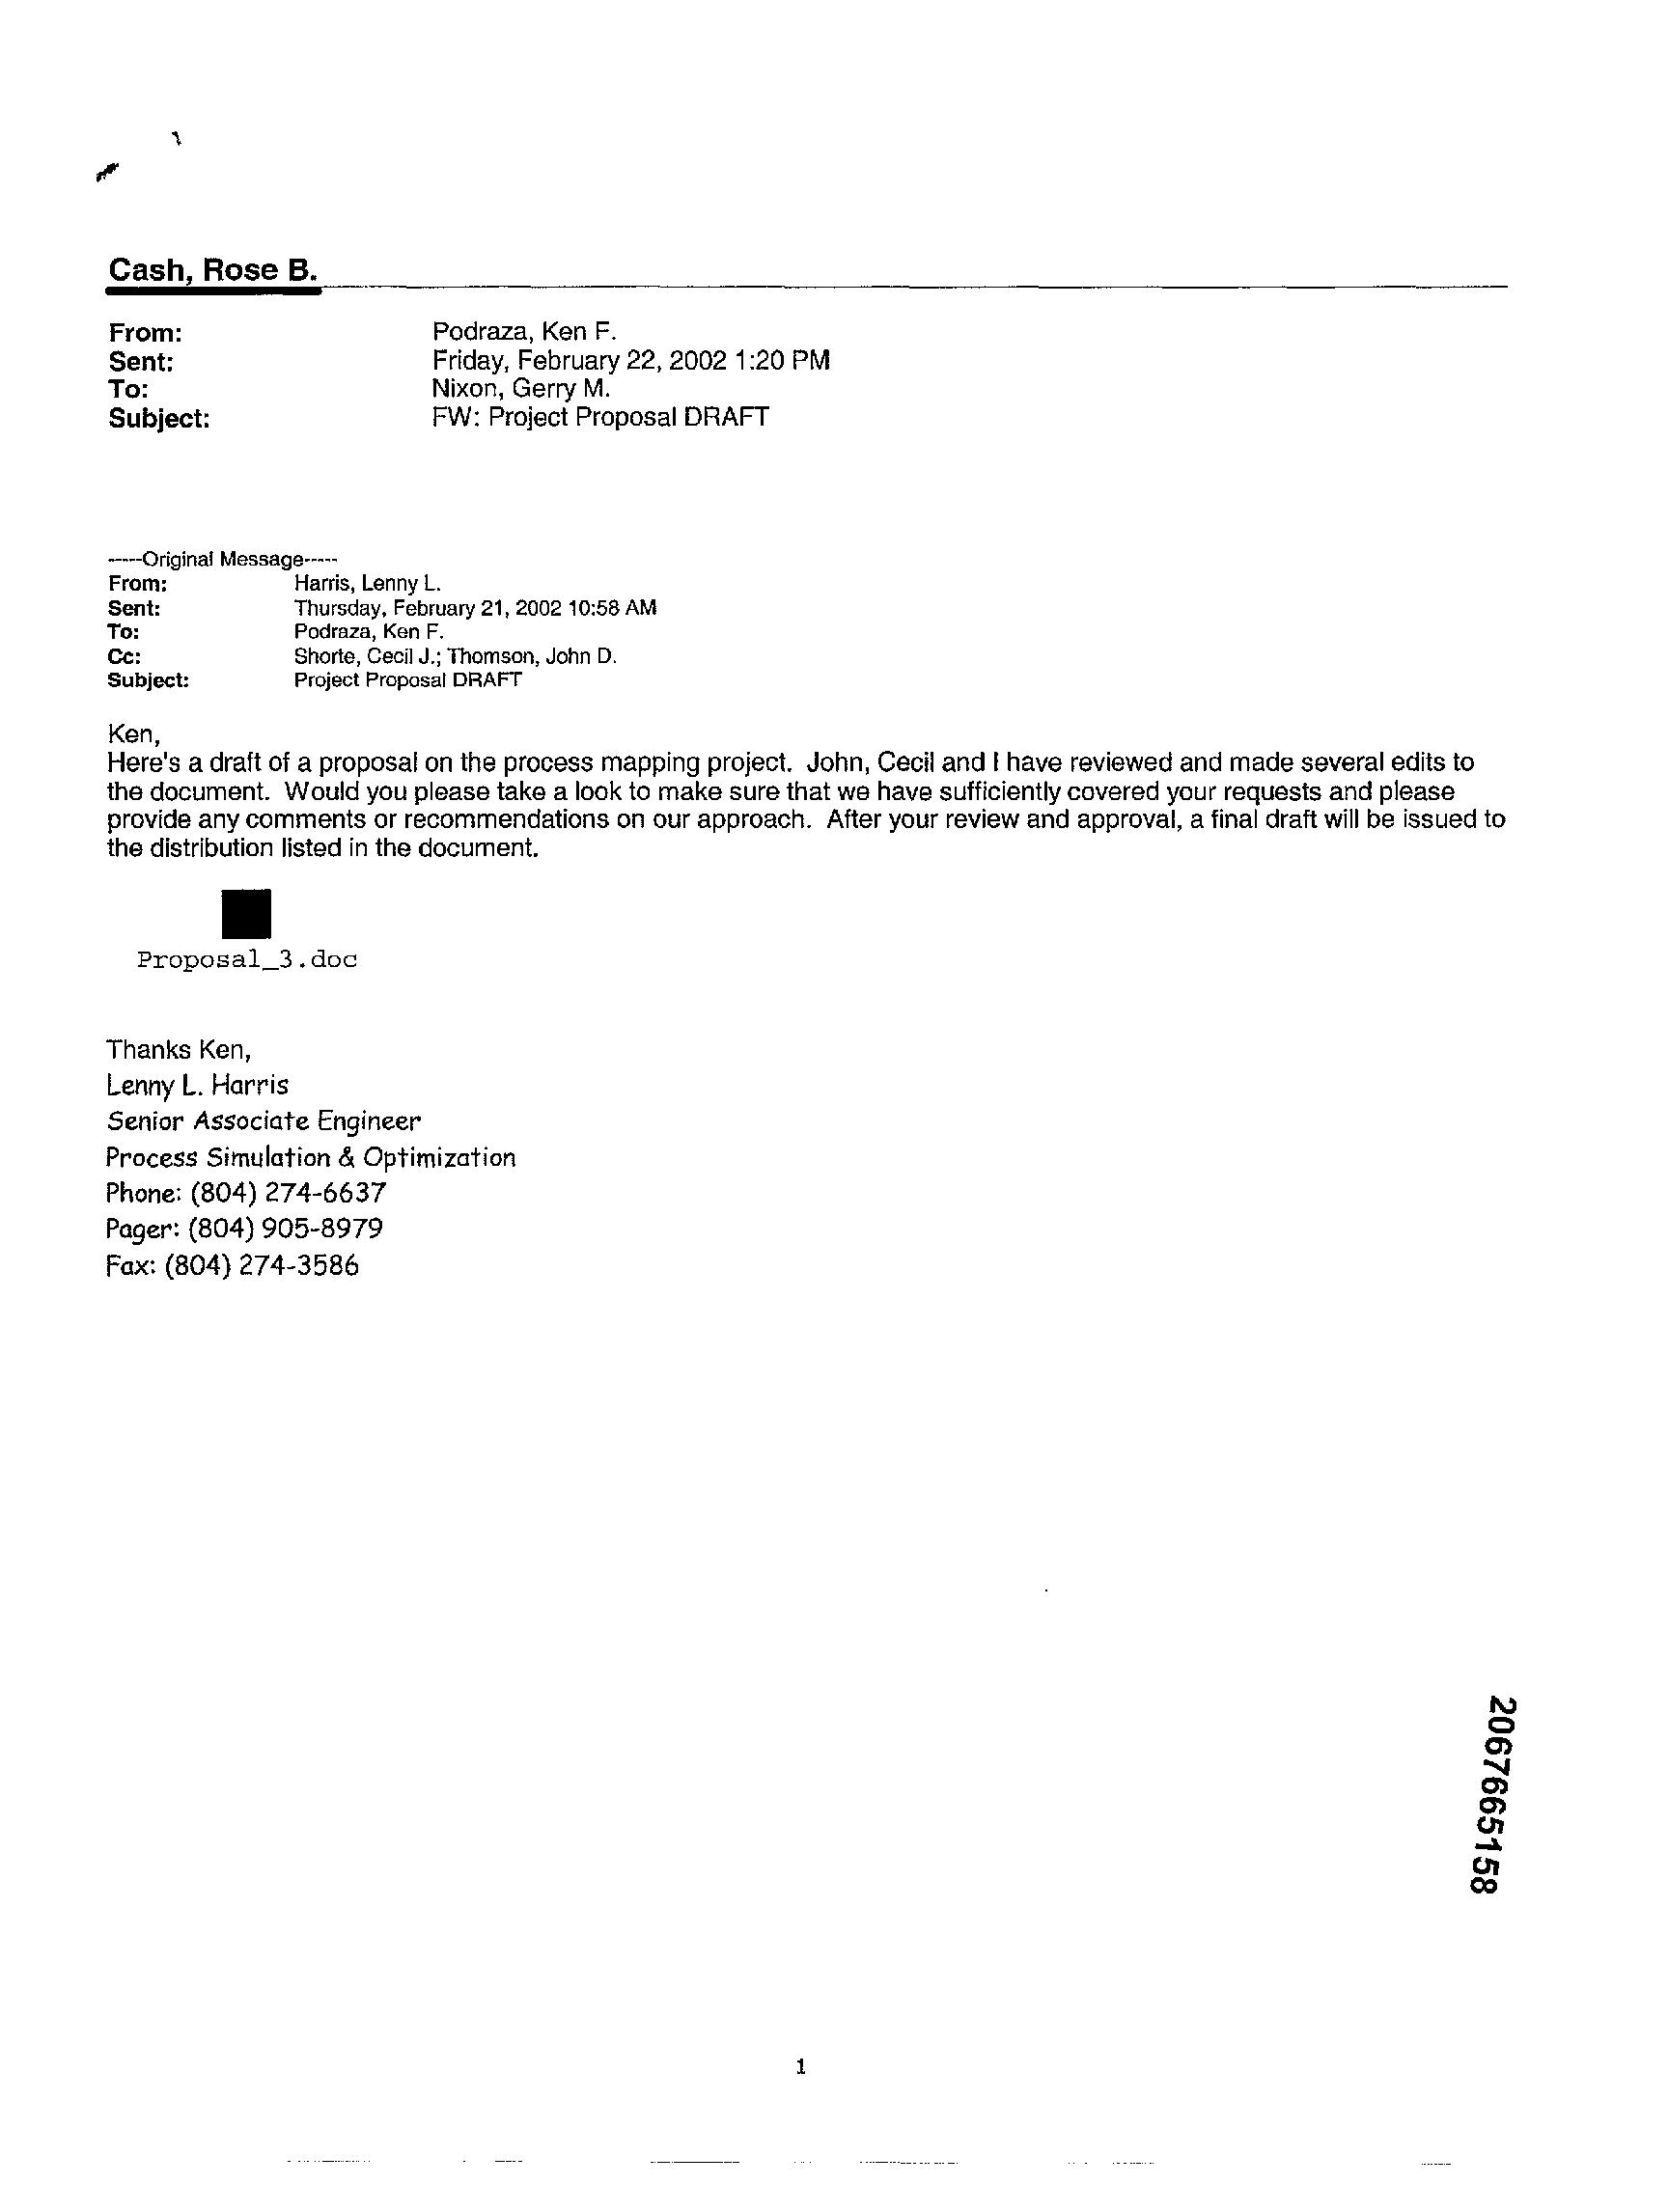 Cash, Rose B.
From: Podraza, Ken F.
Sent: Friday, February 22, 2002 1:20 PM
To: Nixon, Gerry M.
Subject: FW: Project Proposal DRAFT
-----Original Message-----
From: Harris, Lenny L.
Sent: Thursday, February 21, 2002 10:58 AM
To: Podraza, Ken F.
Cc: Shorte, Cecil J.; Thomson, John D.
Subject: Project Proposal DRAFT
Ken,
Here's a draft of a proposal on the process mapping project. John, Cecil and I have reviewed and made several edits to
the document. Would you please take a look to make sure that we have sufficiently covered your requests and please
provide any comments or recommendations on our approach. After your review and approval, a final draft will be issued to
the distribution listed in the document.
Proposal_3.doc
Thanks Ken,
Lenny L. Harris
Senior Associate Engineer
Process Simulation & Optimization
Phone: (804) 274-6637
Pager: (804) 905-8979
Fax: (804) 274-3586
2067665158
1